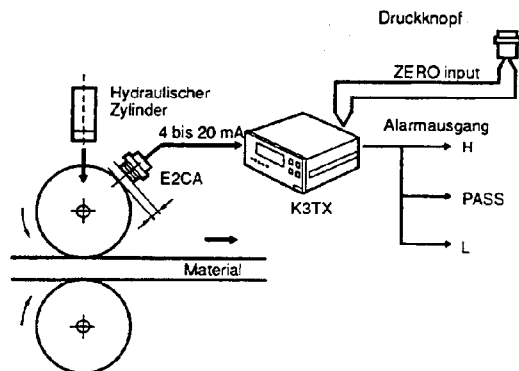 Druckknopf
ZERO input
Hydraulischer
Zylinder
4 bis 20 mA
Alarmausgang
H
E2CA
K3TX
PASS
L
Material